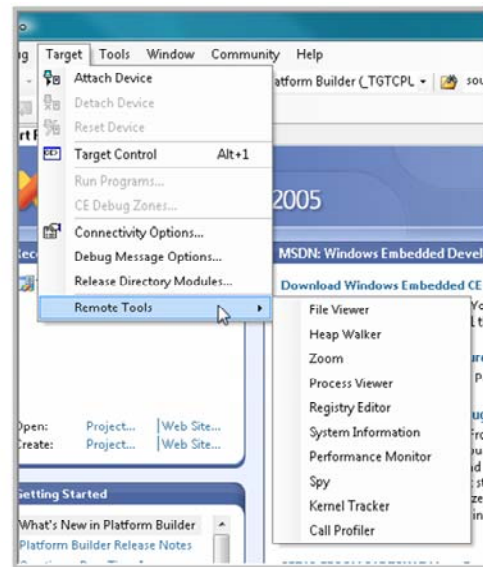 Target Tools Window Community Help
Attach Device
atform Builder (_TGTCPL
Detach Device
Reset Device
Target Control Alt+1
Run Programs...
CE Debug Zones...
2005
Connectivity Options...
Debug Message Options...
MSDN: Windows Embedded Devel
Release Directory Modules...
Download Windows Embedded CE
Remote Tools
File Viewer
Heap Walker
Zoom
Process Viewer
Registry Editor
System Information
Performance Monitor
Spy
Kernel Tracker
Call Profiler
Open: Project... Web Site...
Create: Project... Web Site...
Getting Started
What's New in Platform Builder
Platform Builder Release Notes